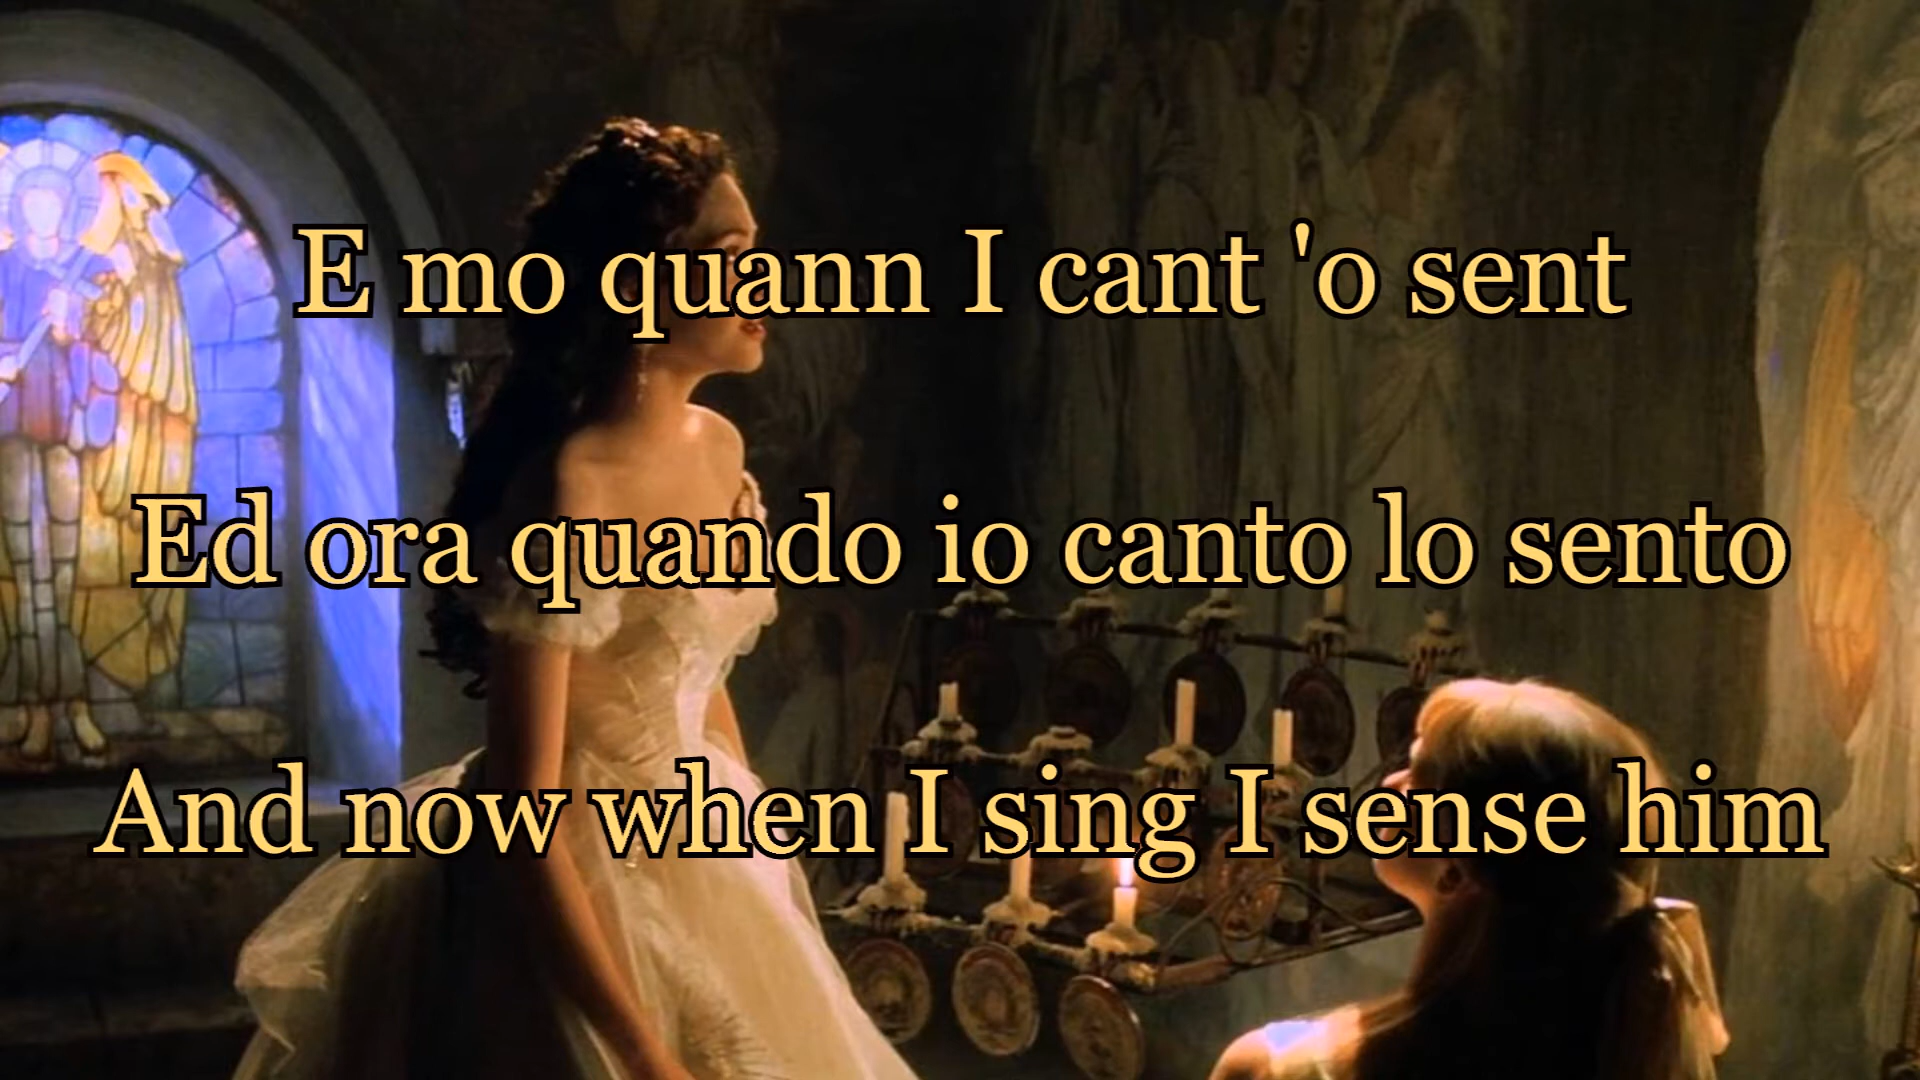 E mo quann I cant 'o sent
Ed ora quando io canto lo sento
And now when I sing I sense him